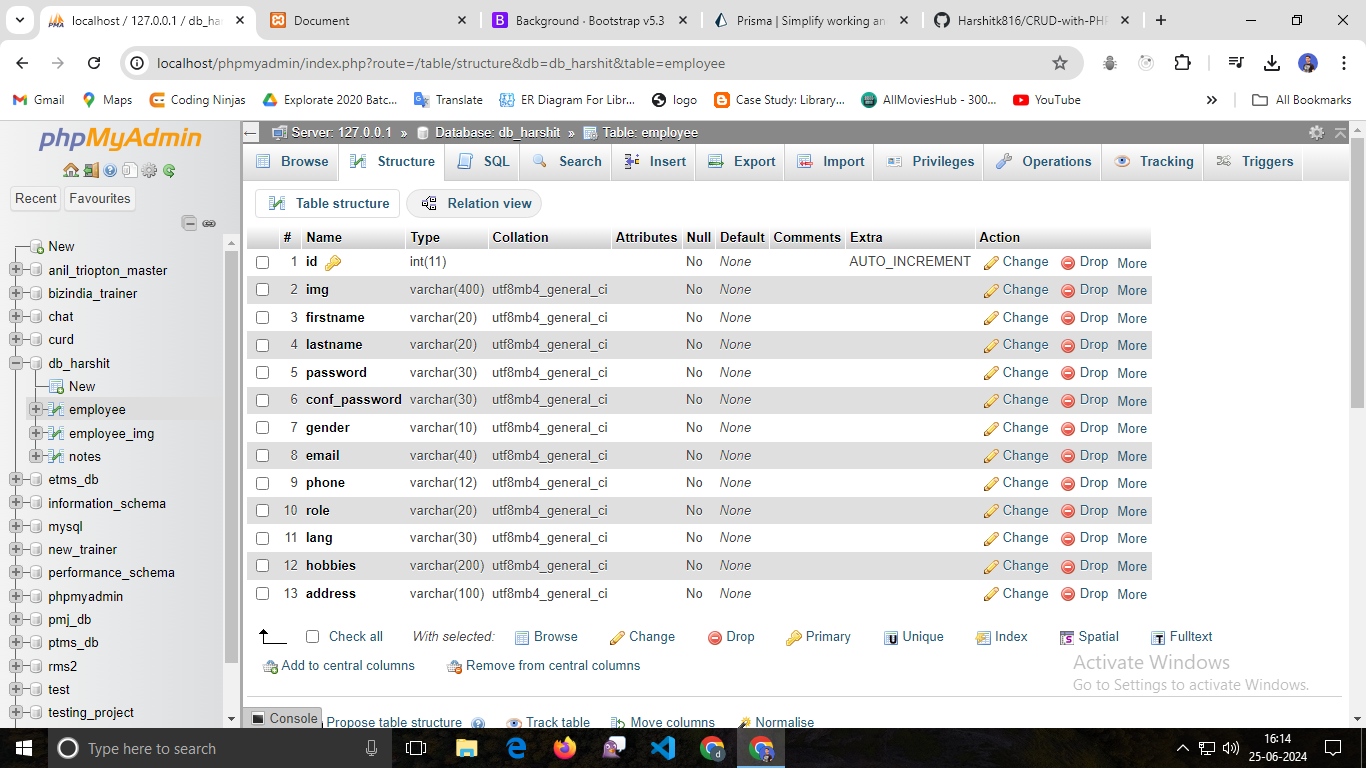 localhost / 127.0.0.1 / db_ha
Document
Background · Bootstrap v5.3
Prisma | Simplify working an
Harshitk816/CRUD-with-PH
localhost/phpmyadmin/index.php?route=/table/structure&db=db_harshit&table=employee
Gmail Maps Coding Ninjas Explorate 2020 Batc... Translate ER Diagram For Libr... logo Case Study: Library... AllMoviesHub - 300... YouTube » All Bookmarks
phpMyAdmin
Recent Favourites
New
anil_triopton_master
bizindia_trainer
chat
curd
db_harshit
New
employee
employee_img
notes
etms_db
information_schema
mysql
new_trainer
performance_schema
phpmyadmin
pmj_db
ptms_db
rms2
test
testing_project
Server: 127.0.0.1 » Database: db_harshit » Table: employee
Browse Structure SQL Search Insert Export Import Privileges Operations Tracking Triggers
Table structure Relation view
# Name Type Collation Attributes Null Default Comments Extra Action
1 id int(11) No None AUTO_INCREMENT Change Drop More
2 img varchar(400) utf8mb4_general_ci No None Change Drop More
3 firstname varchar(20) utf8mb4_general_ci No None Change Drop More
4 lastname varchar(20) utf8mb4_general_ci No None Change Drop More
5 password varchar(30) utf8mb4_general_ci No None Change Drop More
6 conf_password varchar(30) utf8mb4_general_ci No None Change Drop More
7 gender varchar(10) utf8mb4_general_ci No None Change Drop More
8 email varchar(40) utf8mb4_general_ci No None Change Drop More
9 phone varchar(12) utf8mb4_general_ci No None Change Drop More
10 role varchar(20) utf8mb4_general_ci No None Change Drop More
11 lang varchar(30) utf8mb4_general_ci No None Change Drop More
12 hobbies varchar(200) utf8mb4_general_ci No None Change Drop More
13 address varchar(100) utf8mb4_general_ci No None Change Drop More
Check all With selected: Browse Change Drop Primary Unique Index Spatial Fulltext
Add to central columns Remove from central columns
Activate Windows
Go to Settings to activate Windows.
Console
Propose table structure Track table Move columns Normalise
Type here to search
16:14
25-06-2024